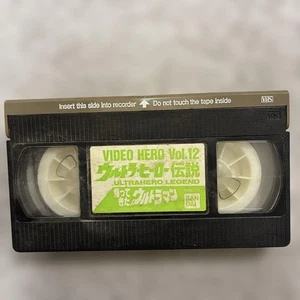 Insert this side into recorder ↑ Do not touch the tape inside VHS
VIDEO HERO Vol.12
ウルトラヒーロー伝説
ULTRAHERO LEGEND
帰ってきたウルトラマン
BAN DAI